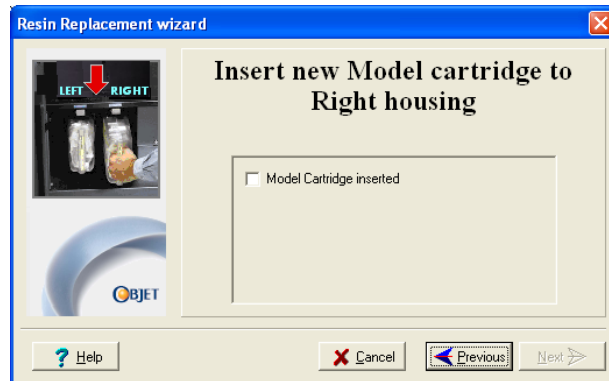 Resin Replacement wizard
LEFT RIGHT
Insert new Model cartridge to
Right housing
Model Cartridge inserted
OBJET
? Help
Cancel
Previous
Next